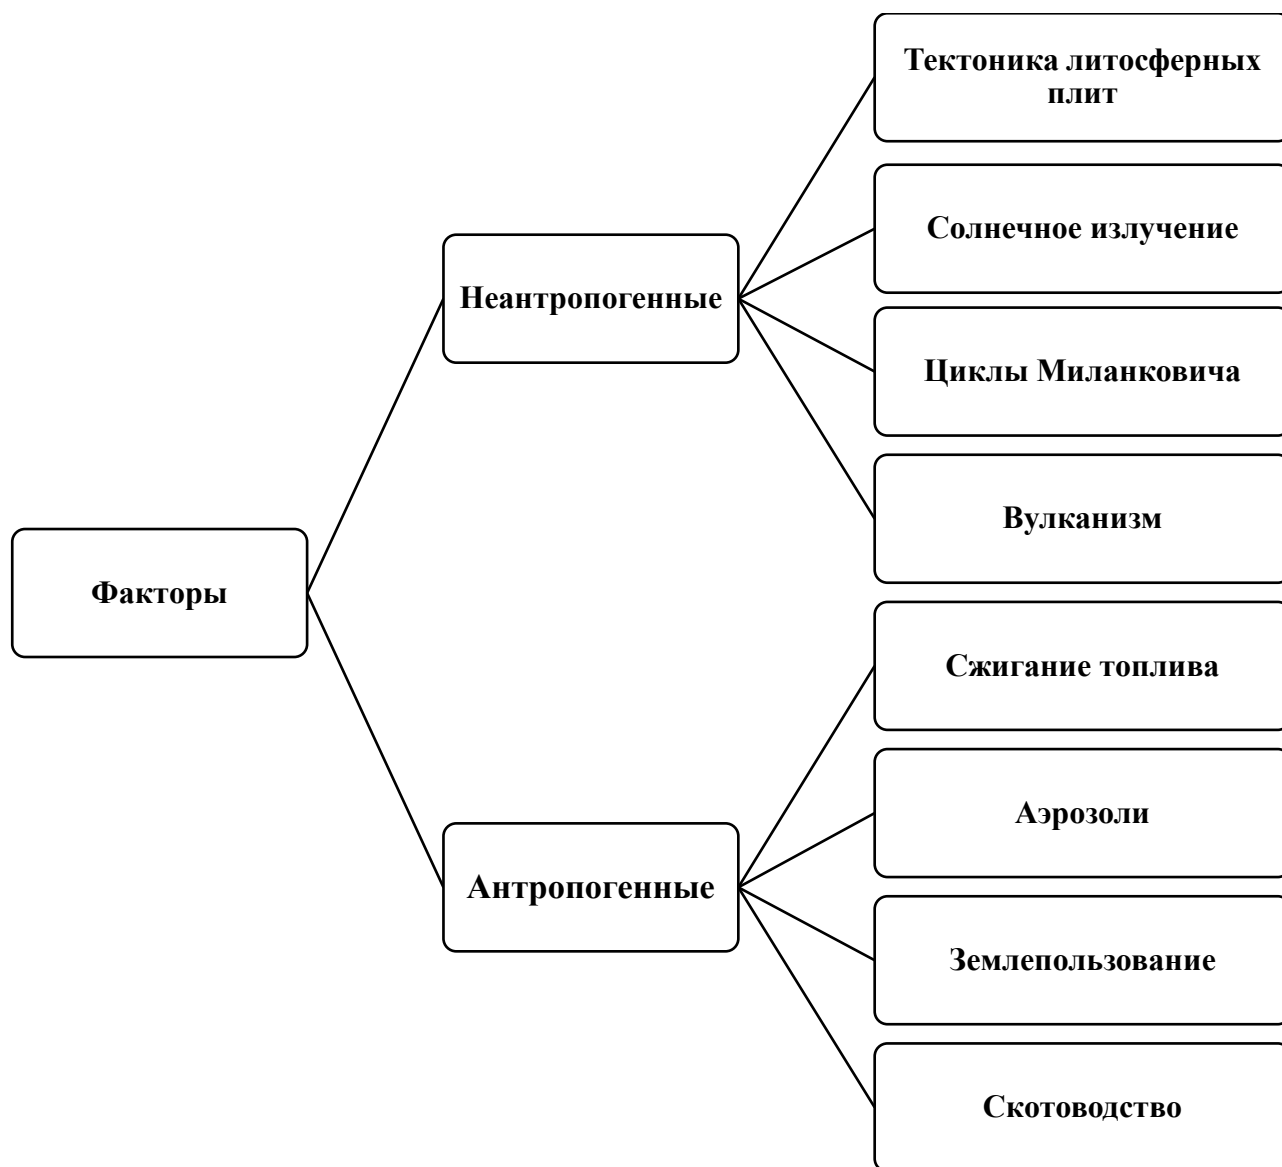 Факторы
Неантропогенные
Тектоника литосферных
плит
Солнечное излучение
Циклы Миланковича
Вулканизм
Антропогенные
Сжигание топлива
Аэрозоли
Землепользование
Скотоводство